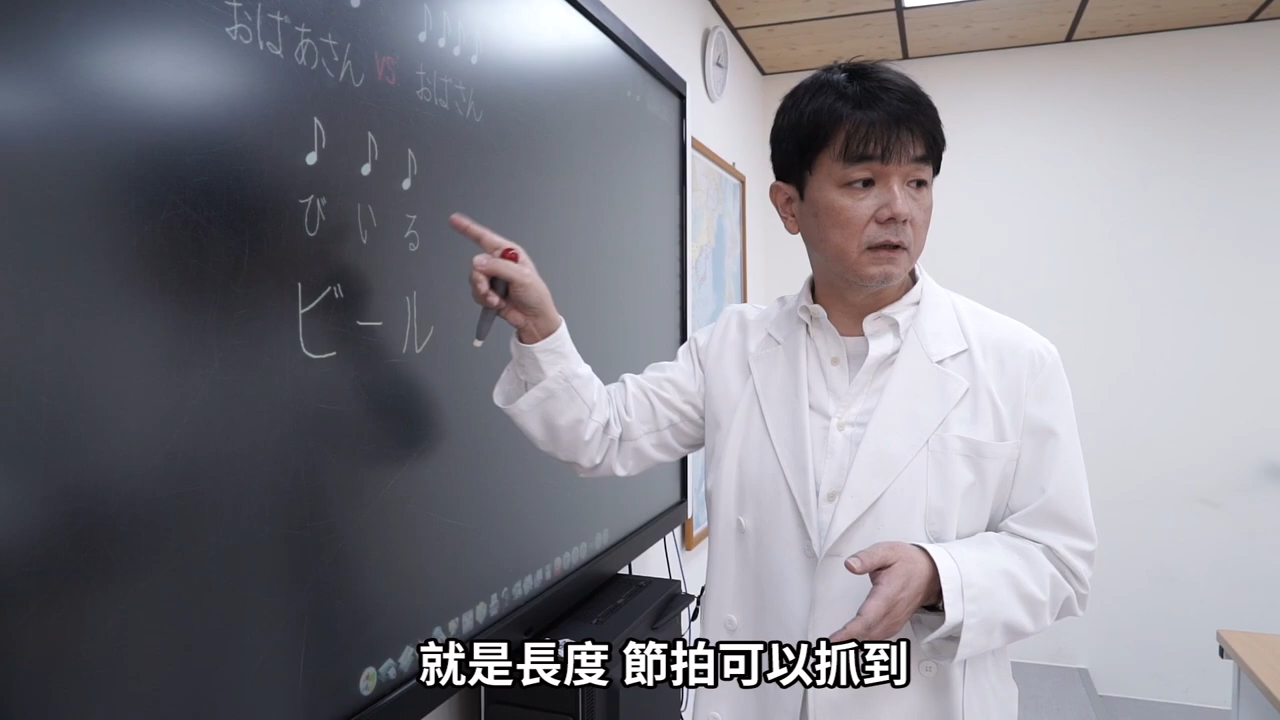 おばあさん vs おばさん
びいる
ビール
就是長度 節拍可以抓到